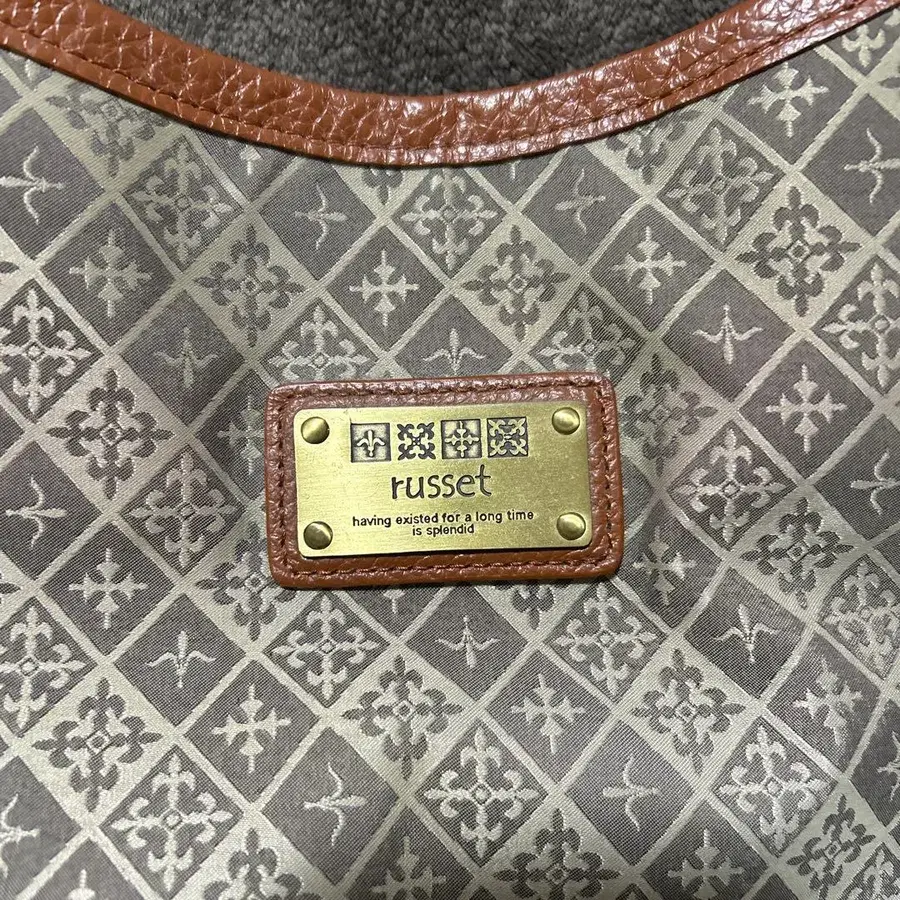 russet
having existed for a long time
is splendid